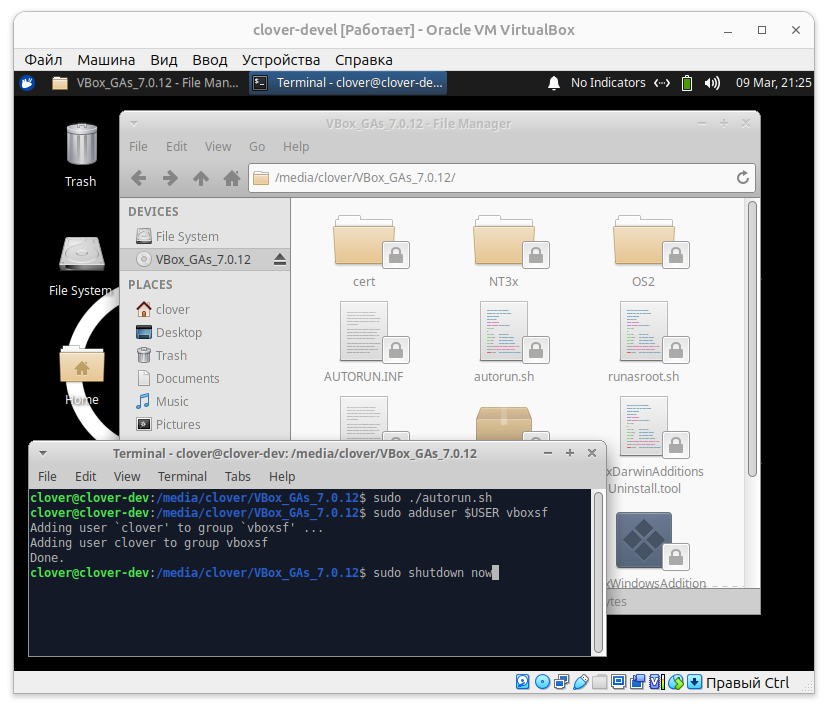 clover-devel [Работает] - Oracle VM VirtualBox
Файл Машина Вид Ввод Устройства Справка
VBox_GAs_7.0.12 - File Man... Terminal - clover@clover-de... No Indicators 09 Mar, 21:25
Trash
File System
Home
VBox_GAs_7.0.12 - File Manager
File Edit View Go Help
/media/clover/VBox_GAs_7.0.12/
DEVICES
File System
VBox_GAs_7.0.12
PLACES
clover
Desktop
Trash
Documents
Music
Pictures
cert NT3x OS2
AUTORUN.INF autorun.sh runasroot.sh
xDarwinAdditions
Uninstall.tool
xWindowsAddition
ytes
Terminal - clover@clover-dev: /media/clover/VBox_GAs_7.0.12
File Edit View Terminal Tabs Help
clover@clover-dev:/media/clover/VBox_GAs_7.0.12$ sudo ./autorun.sh
clover@clover-dev:/media/clover/VBox_GAs_7.0.12$ sudo adduser $USER vboxsf
Adding user `clover' to group `vboxsf' ...
Adding user clover to group vboxsf
Done.
clover@clover-dev:/media/clover/VBox_GAs_7.0.12$ sudo shutdown now
Правый Ctrl